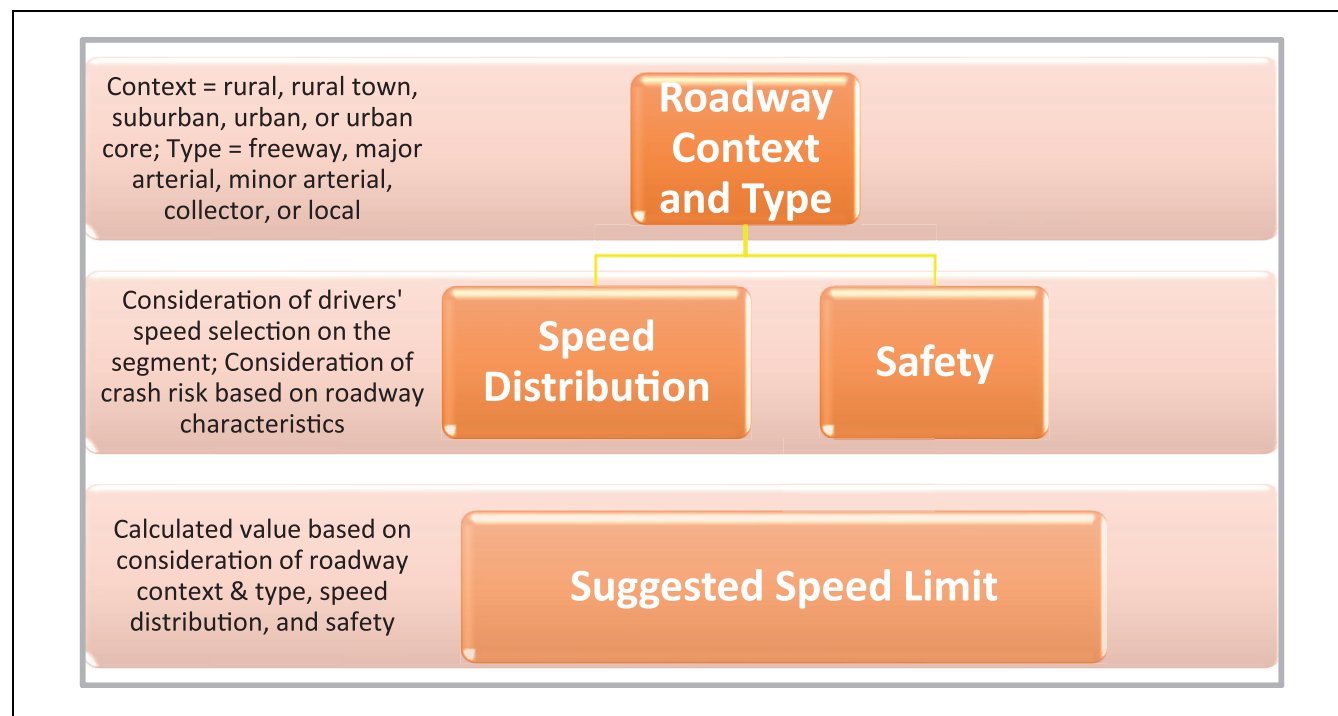 Context = rural, rural town,
suburban, urban, or urban
core; Type = freeway, major
arterial, minor arterial,
collector, or local
Roadway
Context
and Type
Consideration of drivers'
speed selection on the
segment; Consideration of
crash risk based on roadway
characteristics
Speed
Distribution
Safety
Calculated value based on
consideration of roadway
context & type, speed
distribution, and safety
Suggested Speed Limit